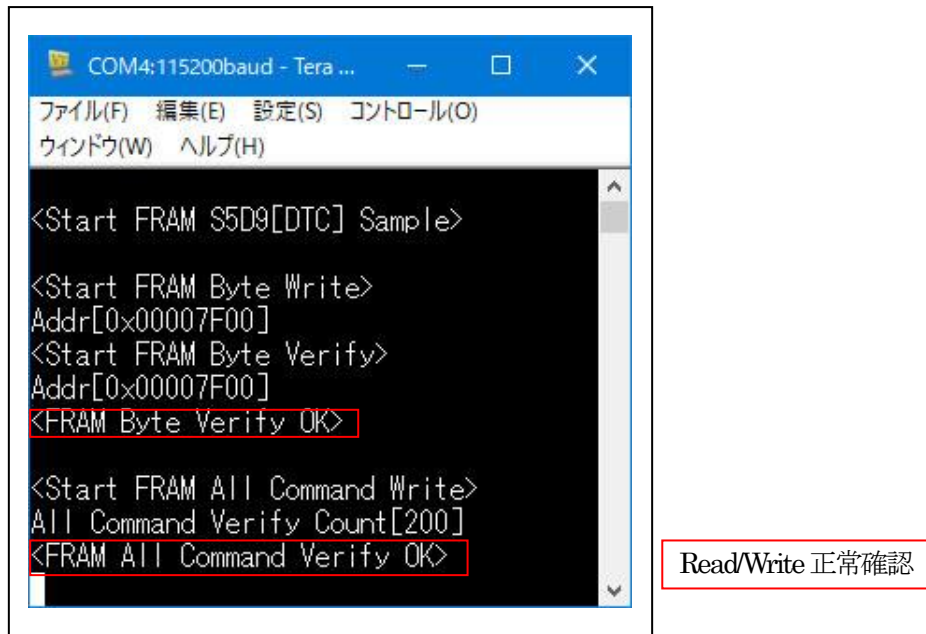 COM4:115200baud - Tera ...
ファイル(F) 編集(E) 設定(S) コントロール(O)
ウィンドウ(W) ヘルプ(H)
<Start FRAM S5D9[DTC] Sample>
<Start FRAM Byte Write>
Addr[0x00007F00]
<Start FRAM Byte Verify>
Addr[0x00007F00]
<FRAM Byte Verify OK>
<Start FRAM All Command Write>
All Command Verify Count[200]
<FRAM All Command Verify OK>
Read/Write 正常確認